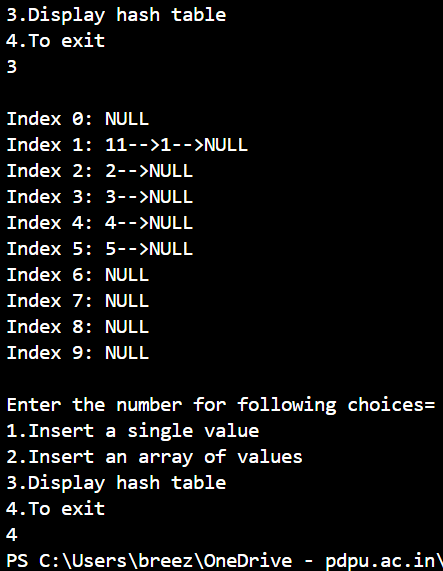 3.Display hash table
4.To exit
3
Index 0: NULL
Index 1: 11-->1-->NULL
Index 2: 2-->NULL
Index 3: 3-->NULL
Index 4: 4-->NULL
Index 5: 5-->NULL
Index 6: NULL
Index 7: NULL
Index 8: NULL
Index 9: NULL
Enter the number for following choices=
1.Insert a single value
2.Insert an array of values
3.Display hash table
4.To exit
4
PS C:\Users\breez\OneDrive - pdpu.ac.in\